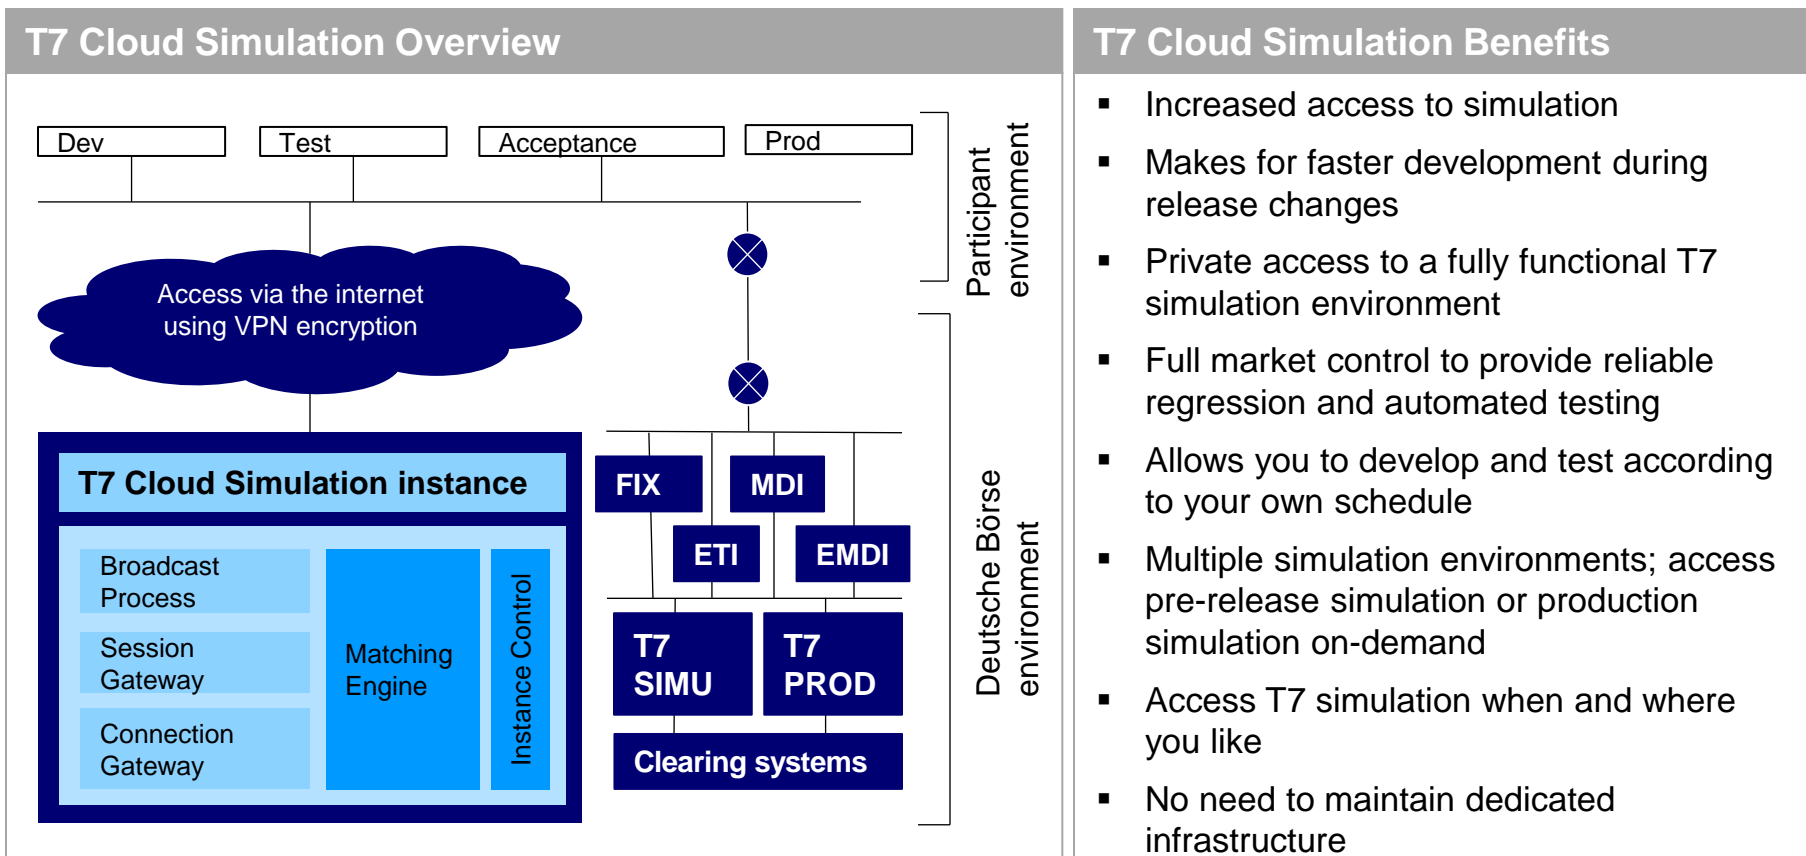 T7 Cloud Simulation Overview
Dev
Test
Acceptance
Prod
Participant
environment
Access via the internet
using VPN encryption
T7 Cloud Simulation instance
Broadcast
Process
Session
Gateway
Connection
Gateway
Matching
Engine
Instance Control
FIX
MDI
ETI
EMDI
T7
SIMU
T7
PROD
Clearing systems
Deutsche Börse
environment
T7 Cloud Simulation Benefits
▪ Increased access to simulation
▪ Makes for faster development during
release changes
▪ Private access to a fully functional T7
simulation environment
▪ Full market control to provide reliable
regression and automated testing
▪ Allows you to develop and test according
to your own schedule
▪ Multiple simulation environments; access
pre-release simulation or production
simulation on-demand
▪ Access T7 simulation when and where
you like
▪ No need to maintain dedicated
infrastructure